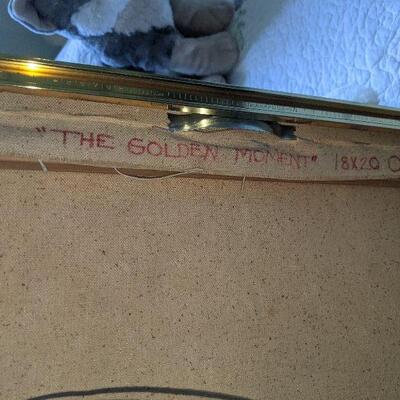 "THE GOLDEN MOMENT" 18X20 O